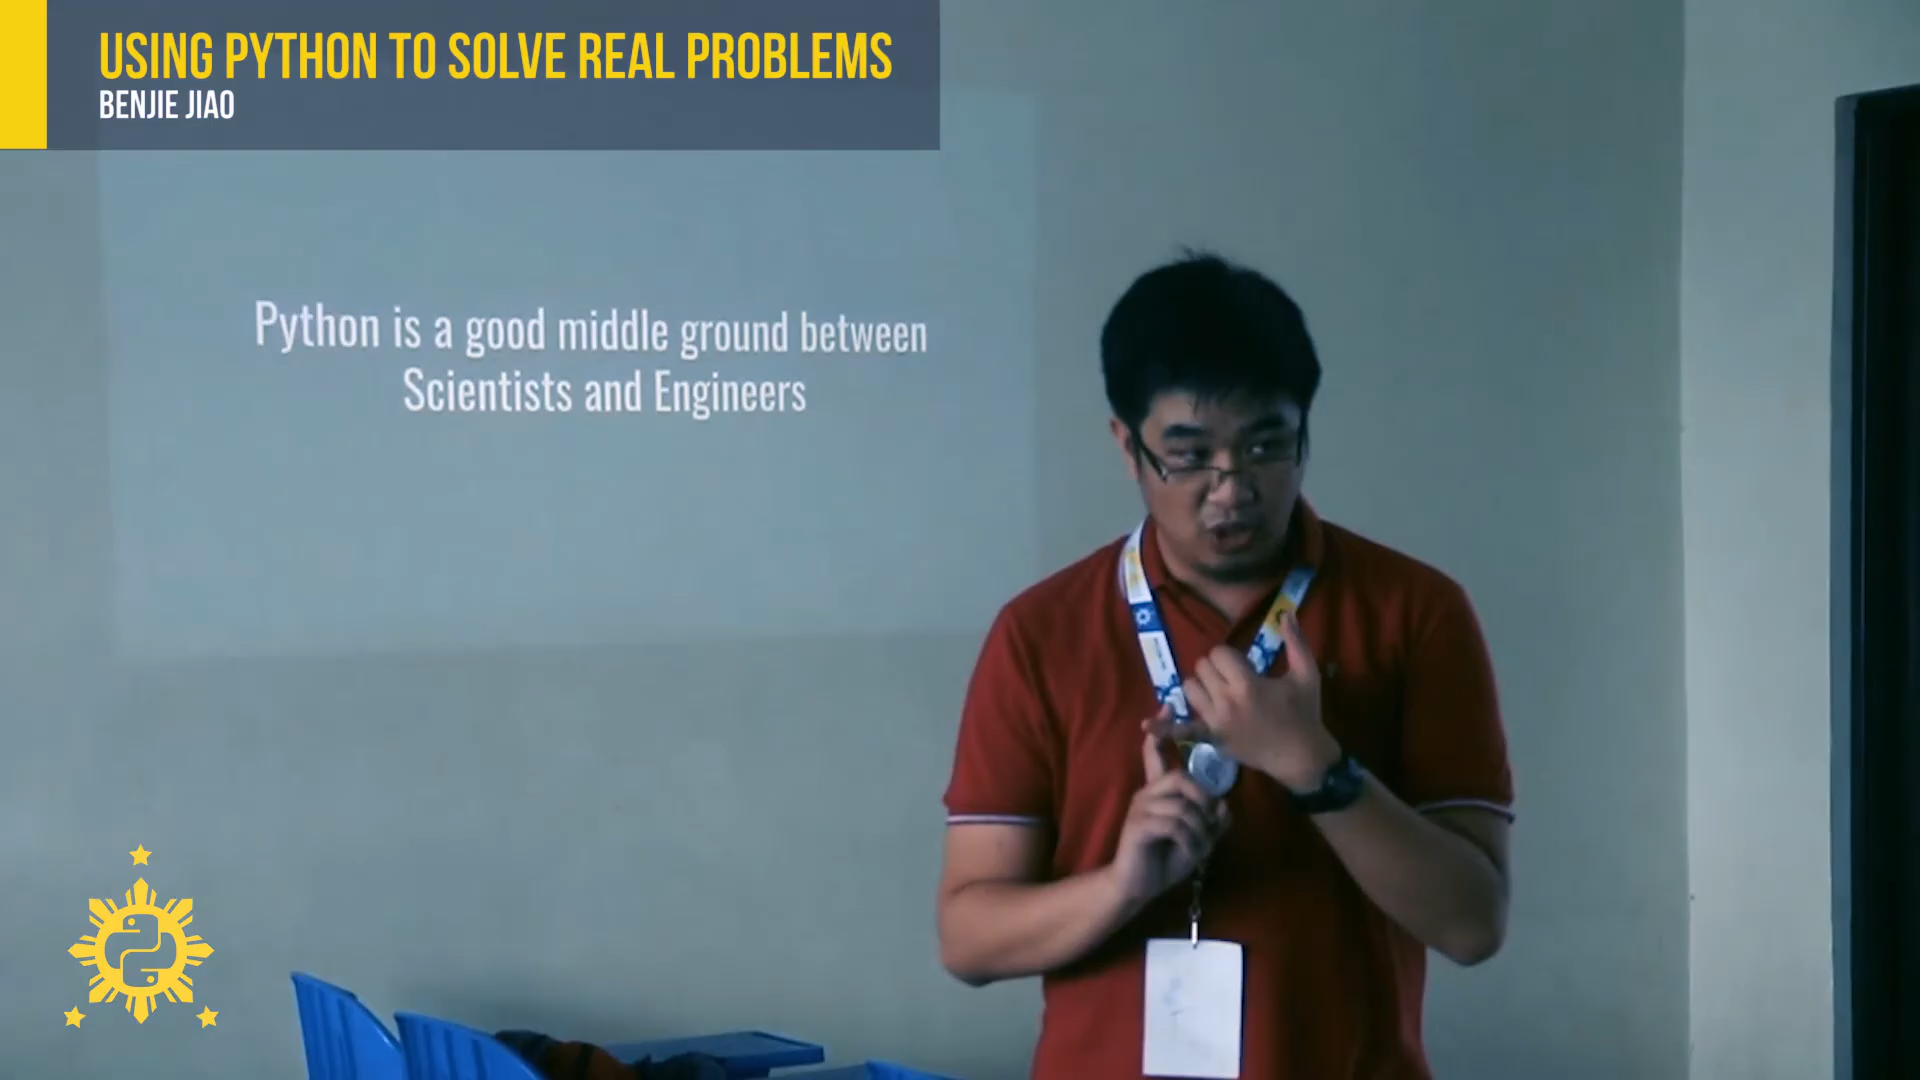 USING PYTHON TO SOLVE REAL PROBLEMS
BENJIE JIAO
Python is a good middle ground between
Scientists and Engineers